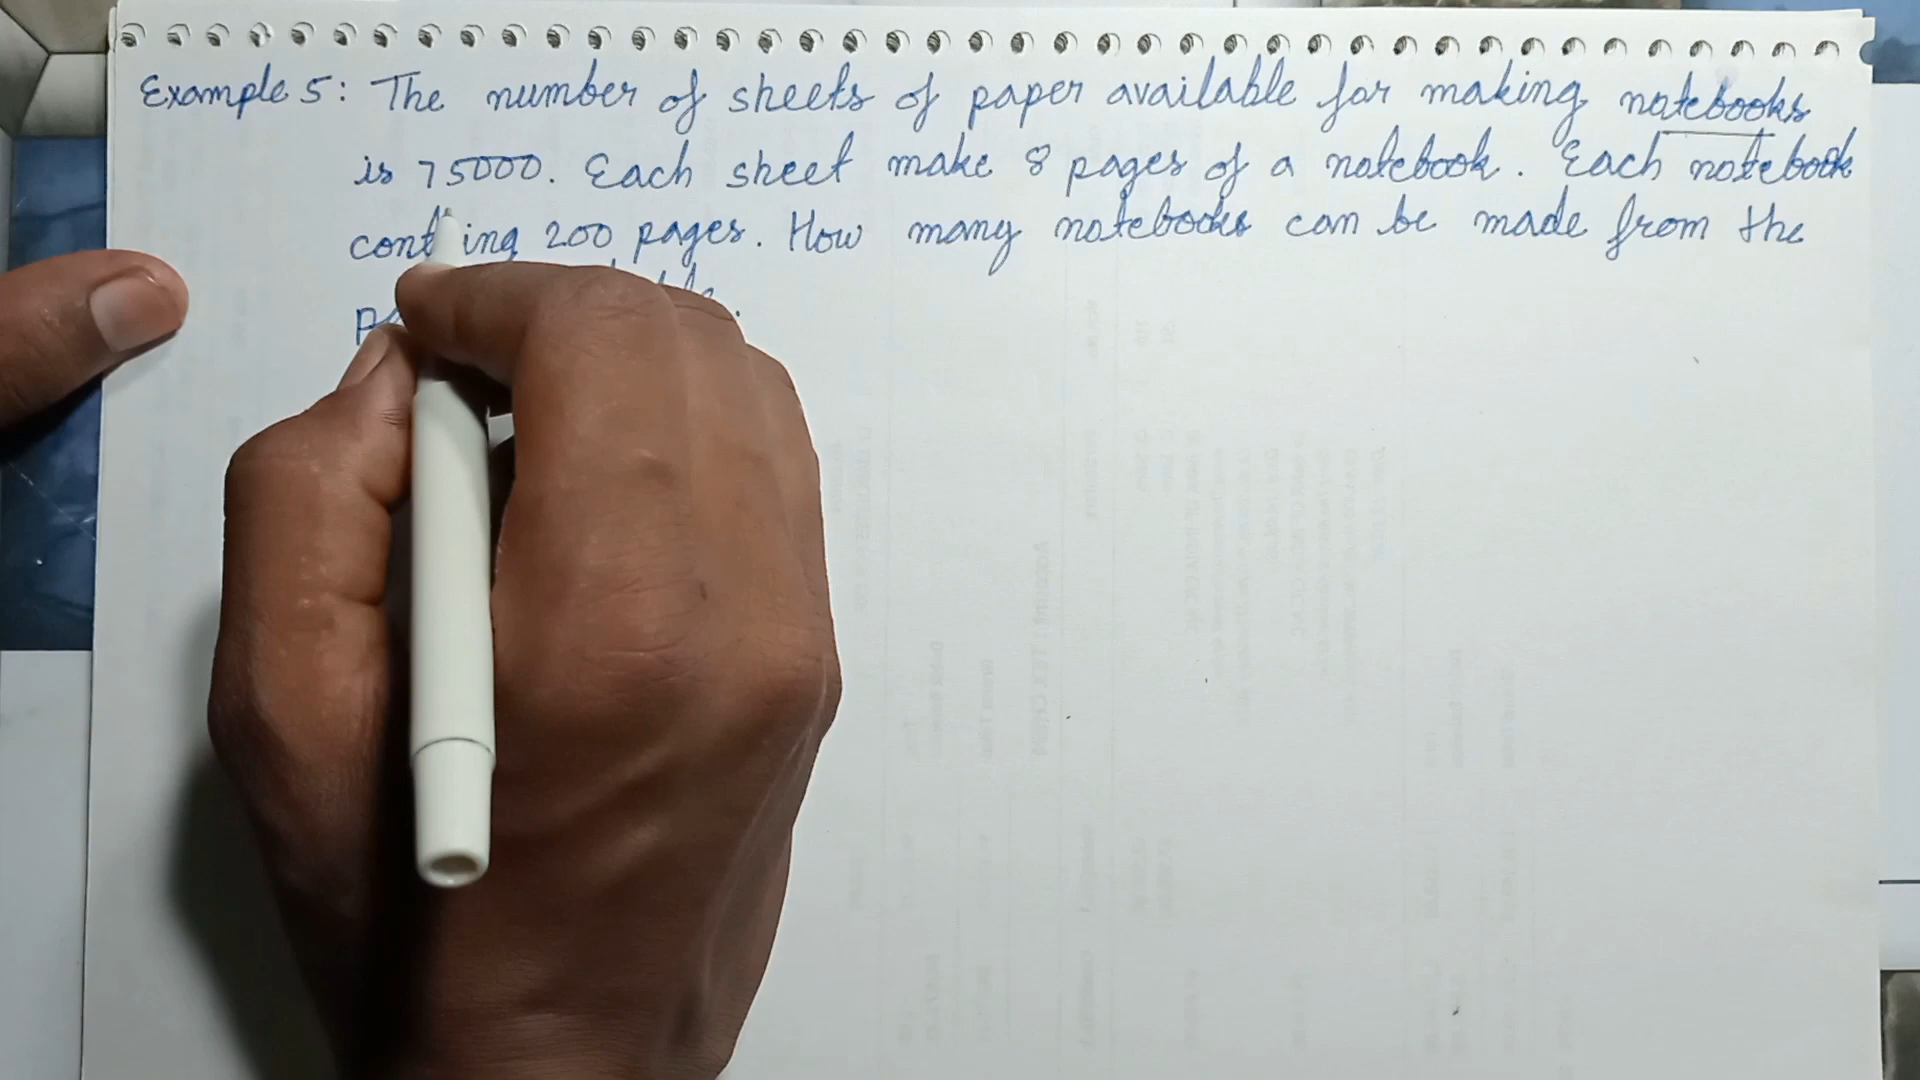 Example 5: The number of sheets of paper available for making notebooks
is 75000. Each sheet make 8 pages of a notebook. Each notebook
ing 200 pages. How many notebooks can be made from the